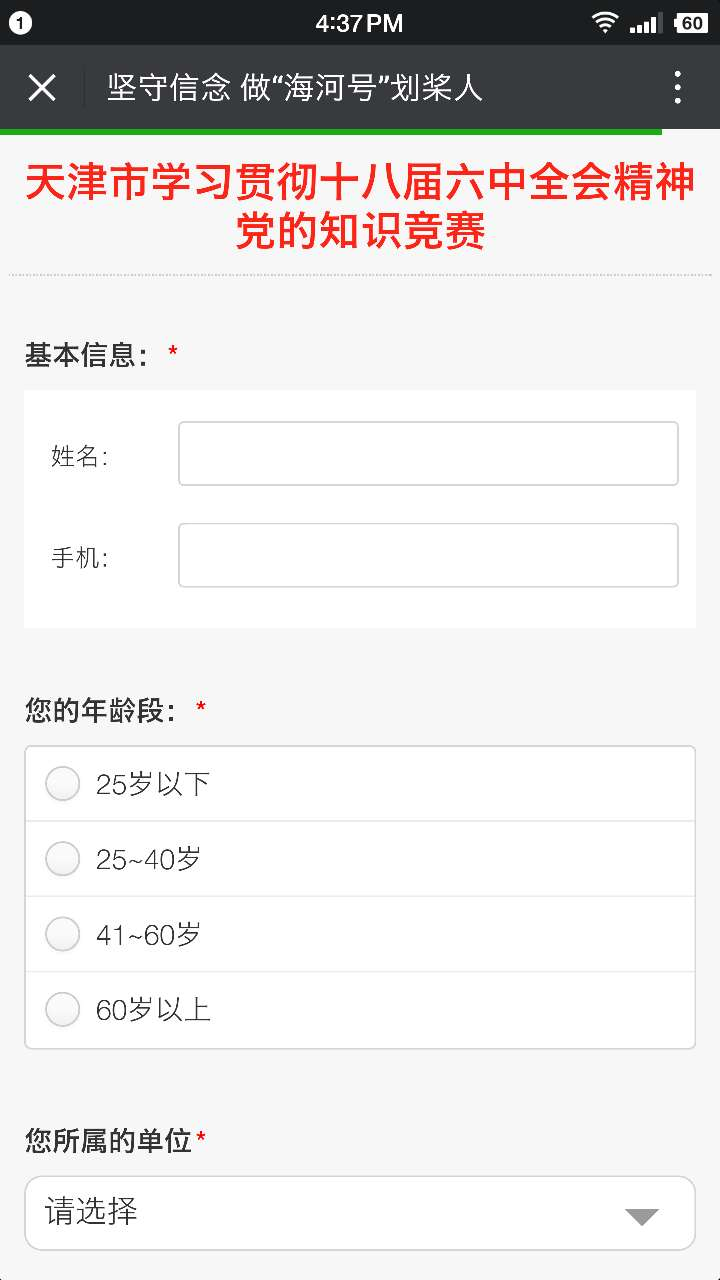 1
4:37PM
60
坚守信念 做“海河号”划桨人
天津市学习贯彻十八届六中全会精神
党的知识竞赛
基本信息： *
姓名：
手机：
您的年龄段： *
25岁以下
25~40岁
41~60岁
60岁以上
您所属的单位*
请选择